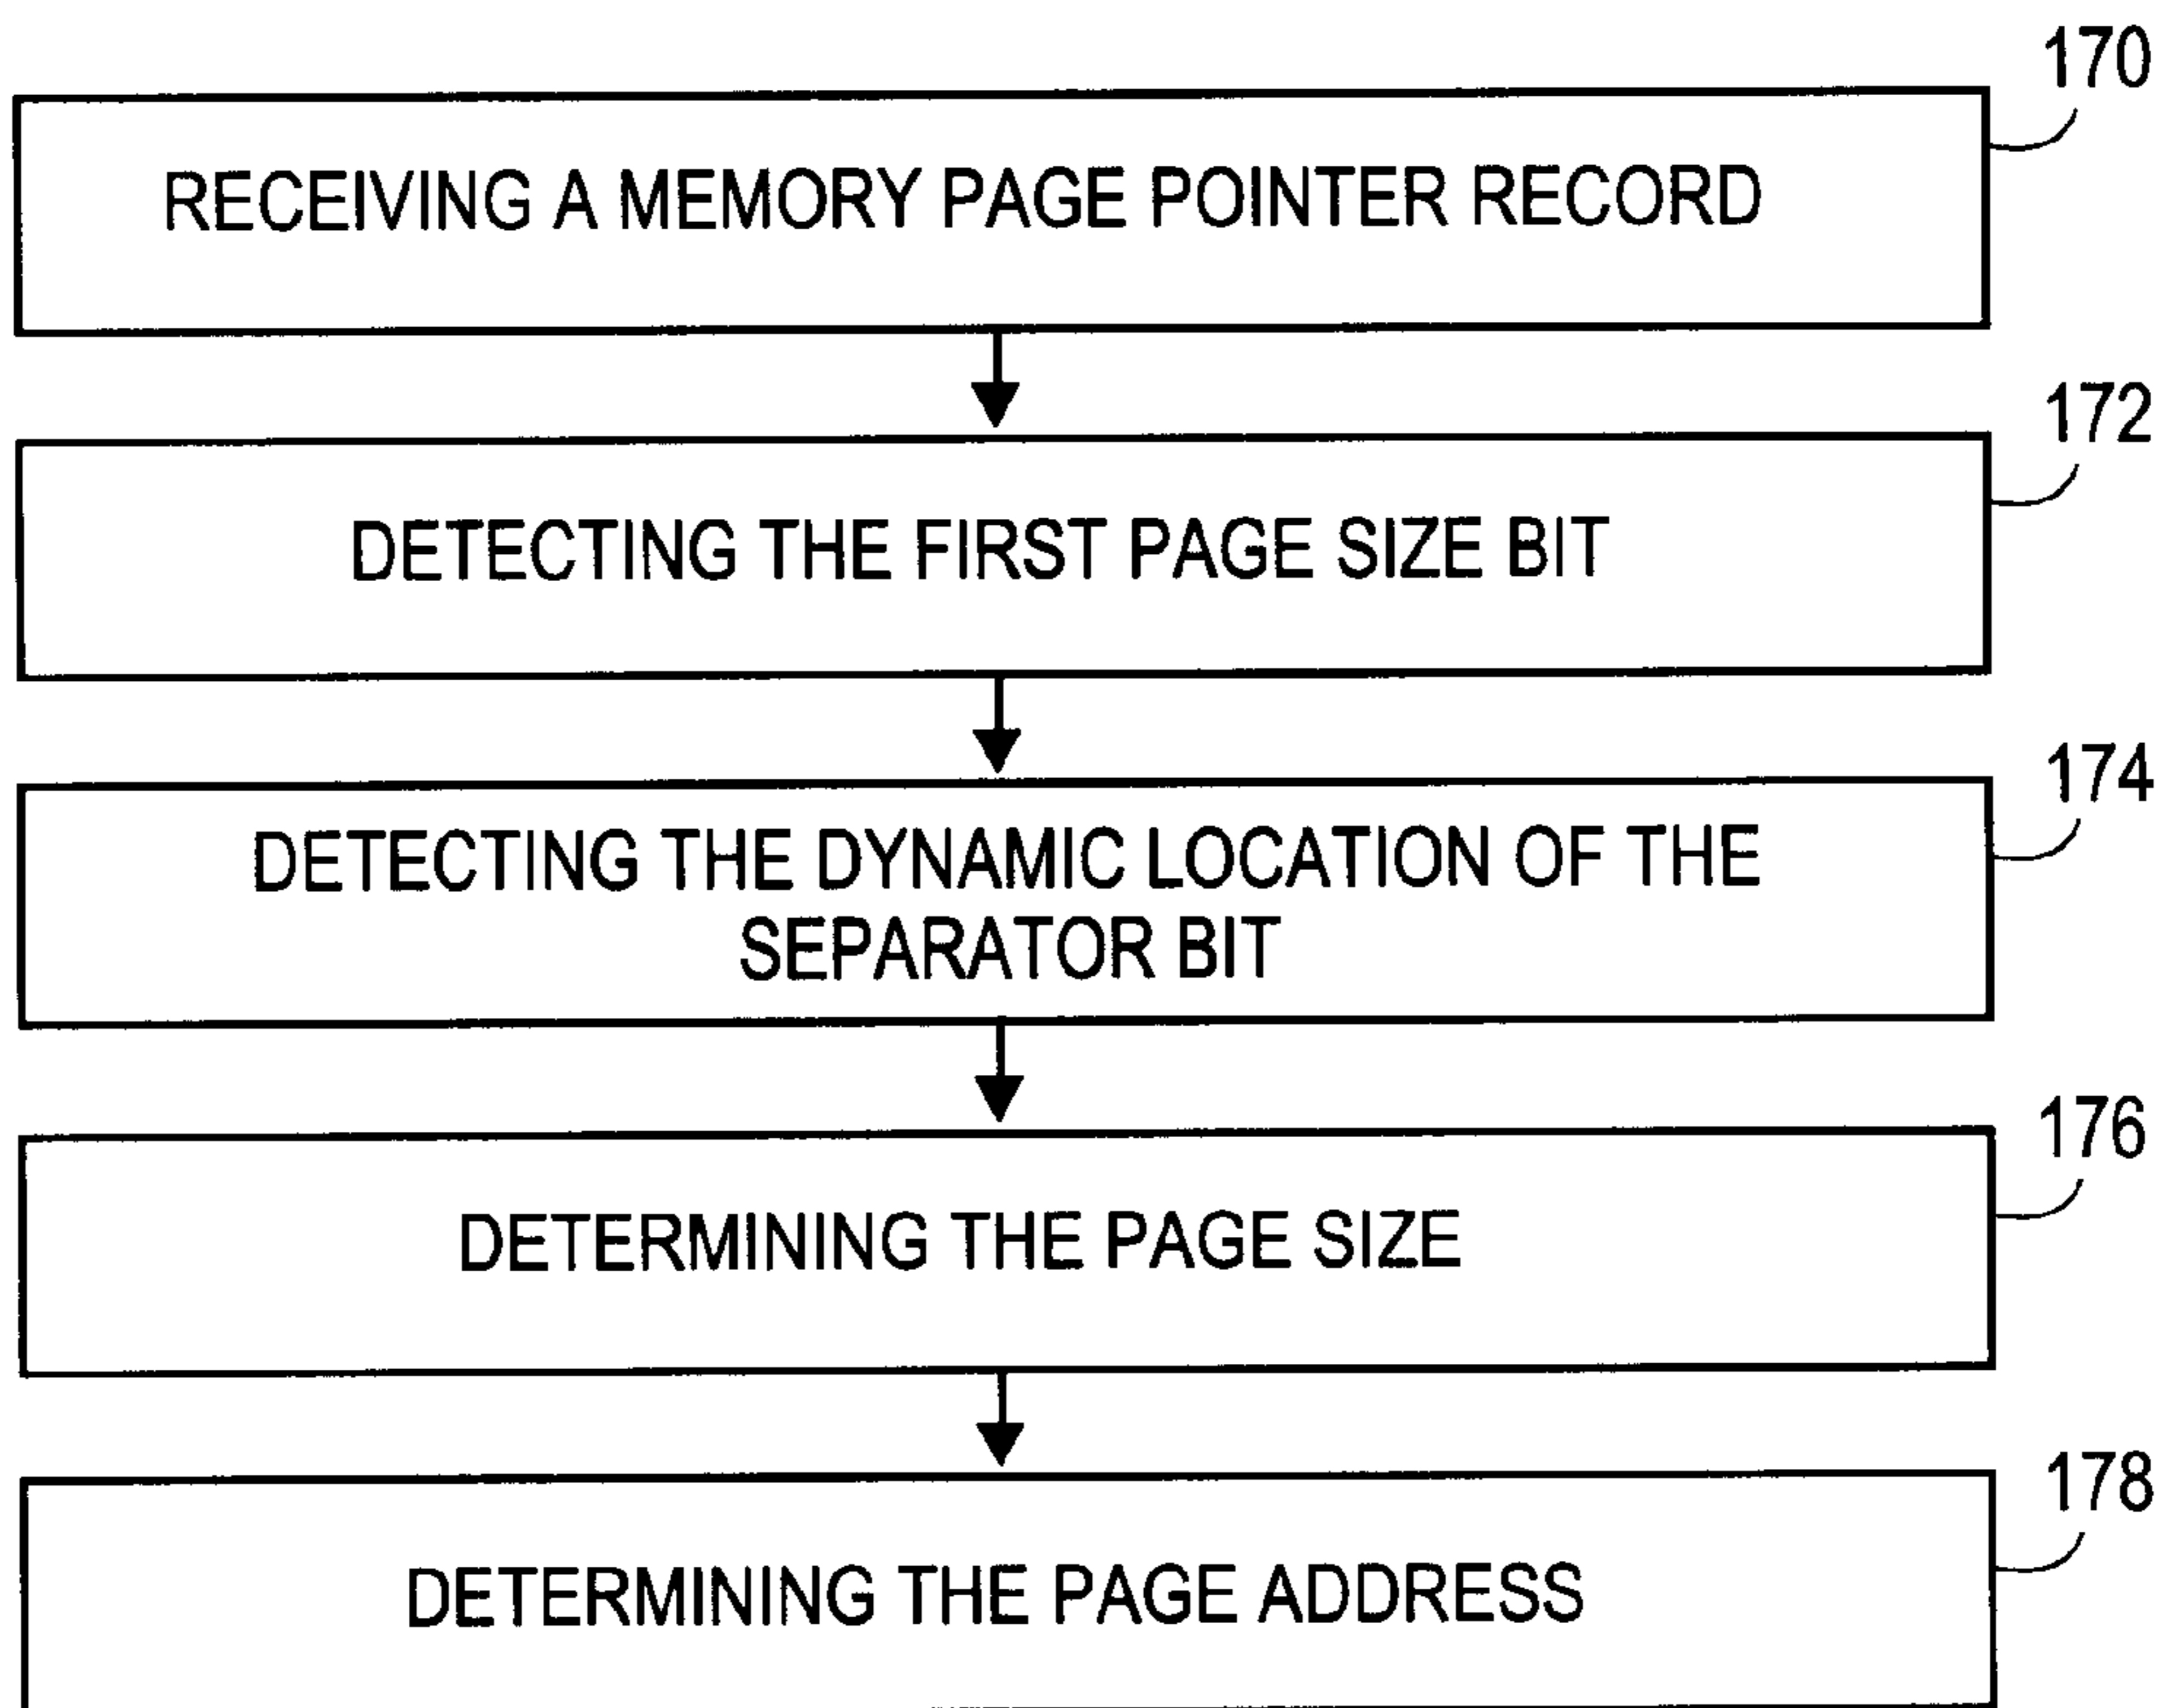 170
RECEIVING A MEMORY PAGE POINTER RECORD
172
DETECTING THE FIRST PAGE SIZE BIT
174
DETECTING THE DYNAMIC LOCATION OF THE
SEPARATOR BIT
176
DETERMINING THE PAGE SIZE
178
DETERMINING THE PAGE ADDRESS